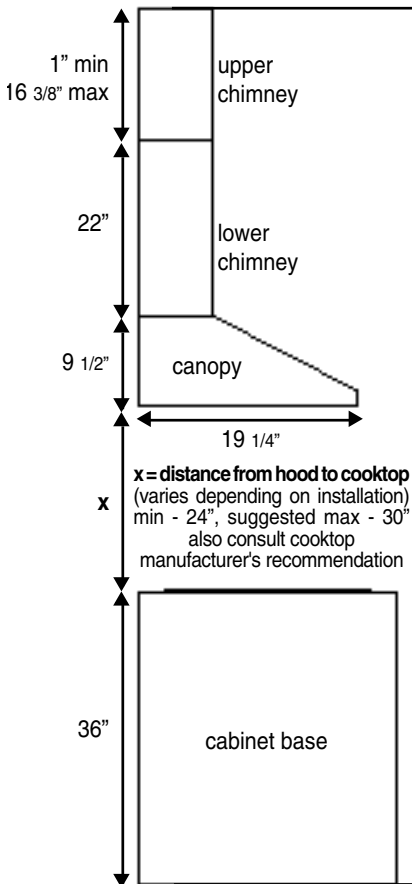 1” min
16 3/8” max
upper
chimney
22”
lower
chimney
9 1/2”
canopy
19 1/4”
x = distance from hood to cooktop
(varies depending on installation)
min - 24”, suggested max - 30”
also consult cooktop
manufacturer's recommendation
x
36”
cabinet base